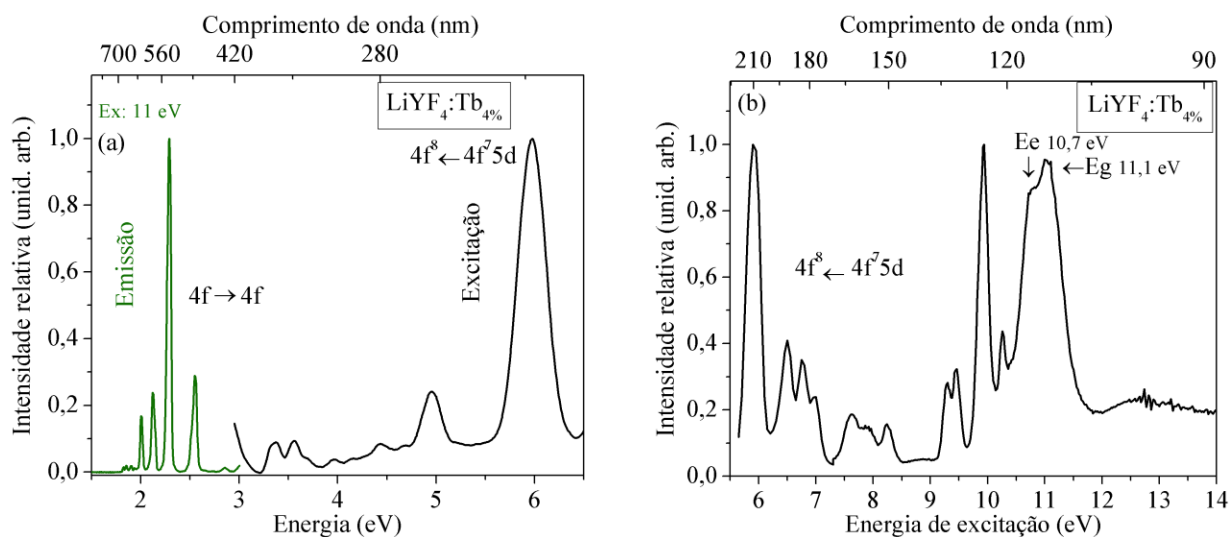 Comprimento de onda (nm)
700 560 420 280
Ex: 11 eV
LiYF₄:Tb₄%
(a)
4f⁸←4f⁷5d
4f→4f
Emissão
Excitação
Intensidade relativa (unid. arb.)
1,0
0,8
0,6
0,4
0,2
0,0
2 3 4 5 6
Energia (eV)
Comprimento de onda (nm)
210 180 150 120 90
(b)
LiYF₄:Tb₄%
Ee 10,7 eV
↓ ←Eg 11,1 eV
4f⁸← 4f⁷5d
Intensidade relativa (unid. arb.)
1,0
0,8
0,6
0,4
0,2
0,0
6 7 8 9 10 11 12 13 14
Energia de excitação (eV)